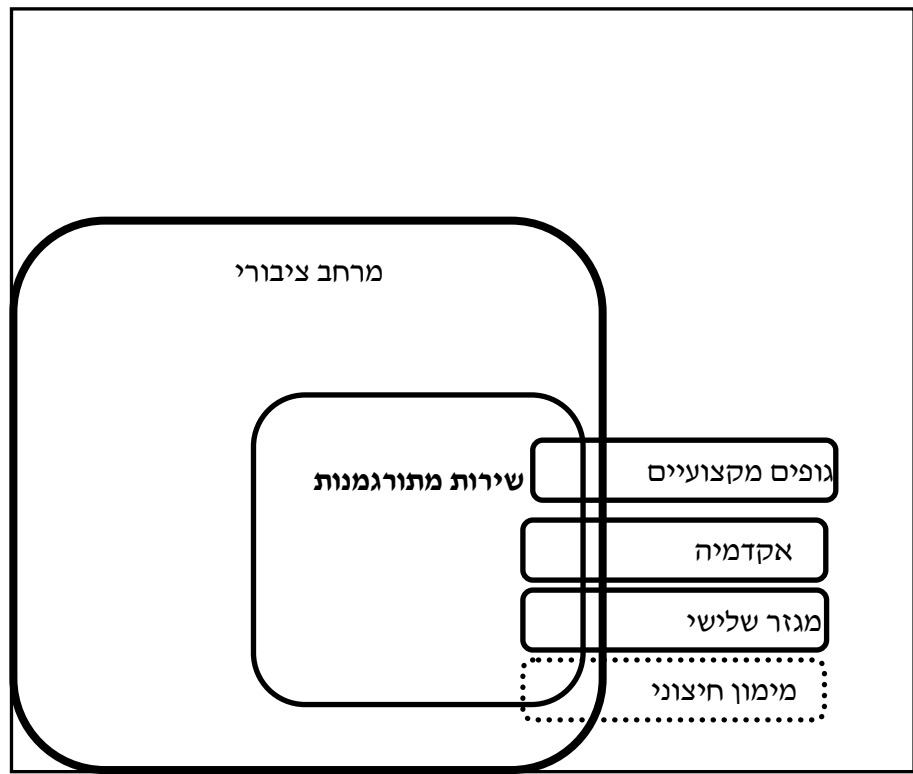 מרחב ציבורי
גופים מקצועיים
שירות מתורגמנות
אקדמיה
מגזר שלישי
מימון חיצוני